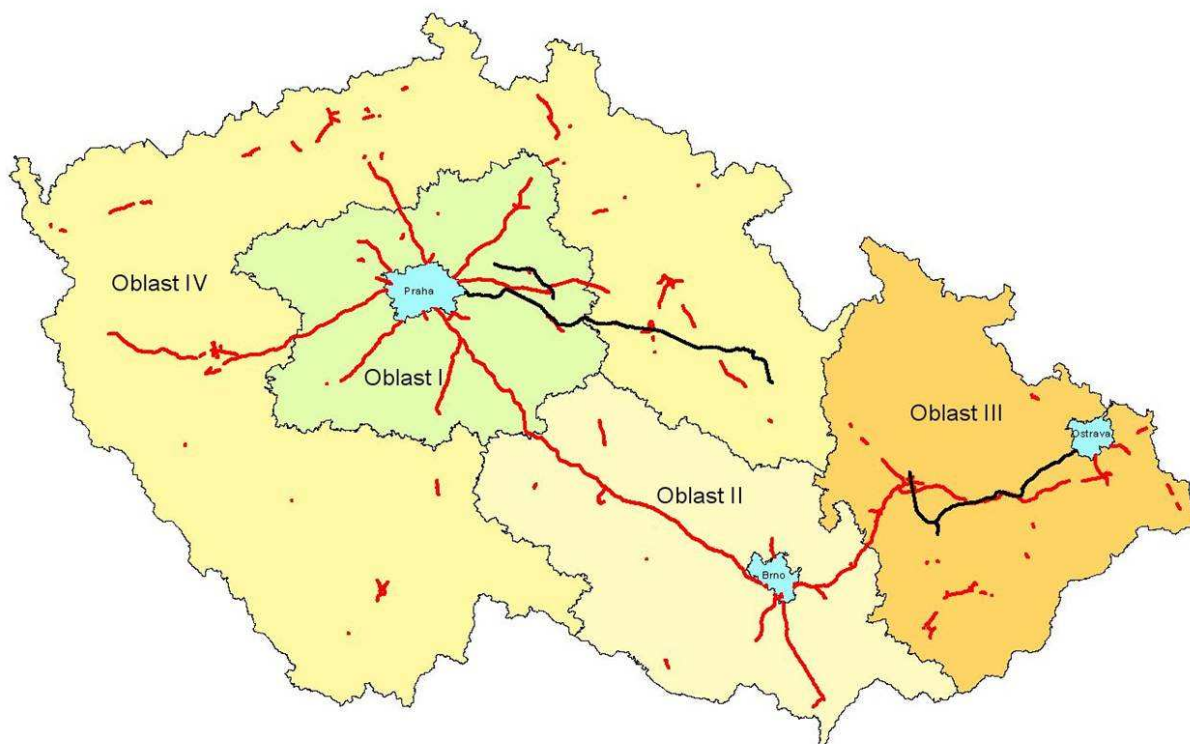 Oblast IV
Praha
Oblast I
Oblast III
Ostrava
Oblast II
Brno